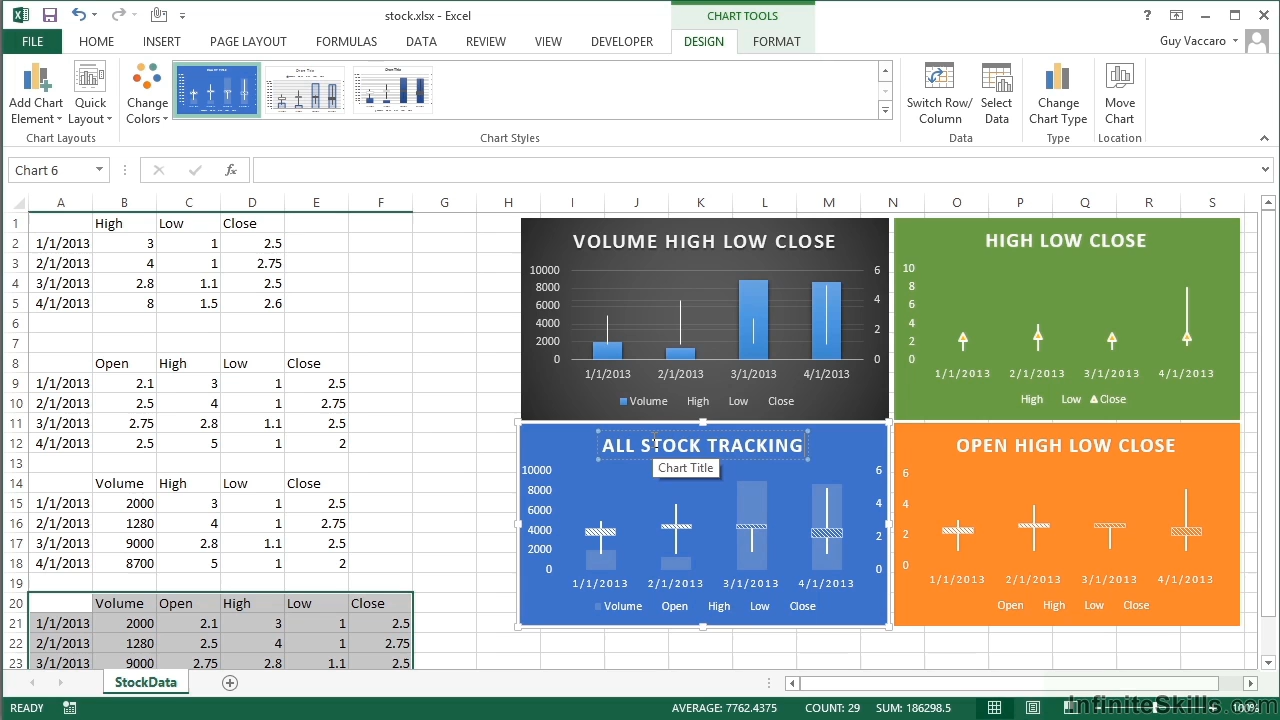 stock.xlsx - Excel
CHART TOOLS
?
FILE HOME INSERT PAGE LAYOUT FORMULAS DATA REVIEW VIEW DEVELOPER DESIGN FORMAT Guy Vaccaro
Add Chart Element
Quick Layout
Change Colors
Switch Row/ Column
Select Data
Change Chart Type
Move Chart
Chart Layouts Chart Styles Data Type Location
Chart 6 fx
A B C D E F G H I J K L M N O P Q R S
1 High Low Close
2 1/1/2013 3 1 2.5
3 2/1/2013 4 1 2.75
4 3/1/2013 2.8 1.1 2.5
5 4/1/2013 8 1.5 2.6
6
7
8 Open High Low Close
9 1/1/2013 2.1 3 1 2.5
10 2/1/2013 2.5 4 1 2.75
11 3/1/2013 2.75 2.8 1.1 2.5
12 4/1/2013 2.5 5 1 2
13
14 Volume High Low Close
15 1/1/2013 2000 3 1 2.5
16 2/1/2013 1280 4 1 2.75
17 3/1/2013 9000 2.8 1.1 2.5
18 4/1/2013 8700 5 1 2
19
20 Volume Open High Low Close
21 1/1/2013 2000 2.1 3 1 2.5
22 2/1/2013 1280 2.5 4 1 2.75
23 3/1/2013 9000 2.75 2.8 1.1 2.5
VOLUME HIGH LOW CLOSE
10000 6
8000
6000 4
4000
2000 2
0 0
1/1/2013 2/1/2013 3/1/2013 4/1/2013
Volume High Low Close
HIGH LOW CLOSE
10
8
6
4
2
0
1/1/2013 2/1/2013 3/1/2013 4/1/2013
High Low Close
ALL STOCK TRACKING
Chart Title
10000 6
8000
6000 4
4000
2000 2
0 0
1/1/2013 2/1/2013 3/1/2013 4/1/2013
Volume Open High Low Close
OPEN HIGH LOW CLOSE
6
4
2
0
1/1/2013 2/1/2013 3/1/2013 4/1/2013
Open High Low Close
StockData
READY AVERAGE: 7762.4375 COUNT: 29 SUM: 186298.5 100%
InfiniteSkills.com